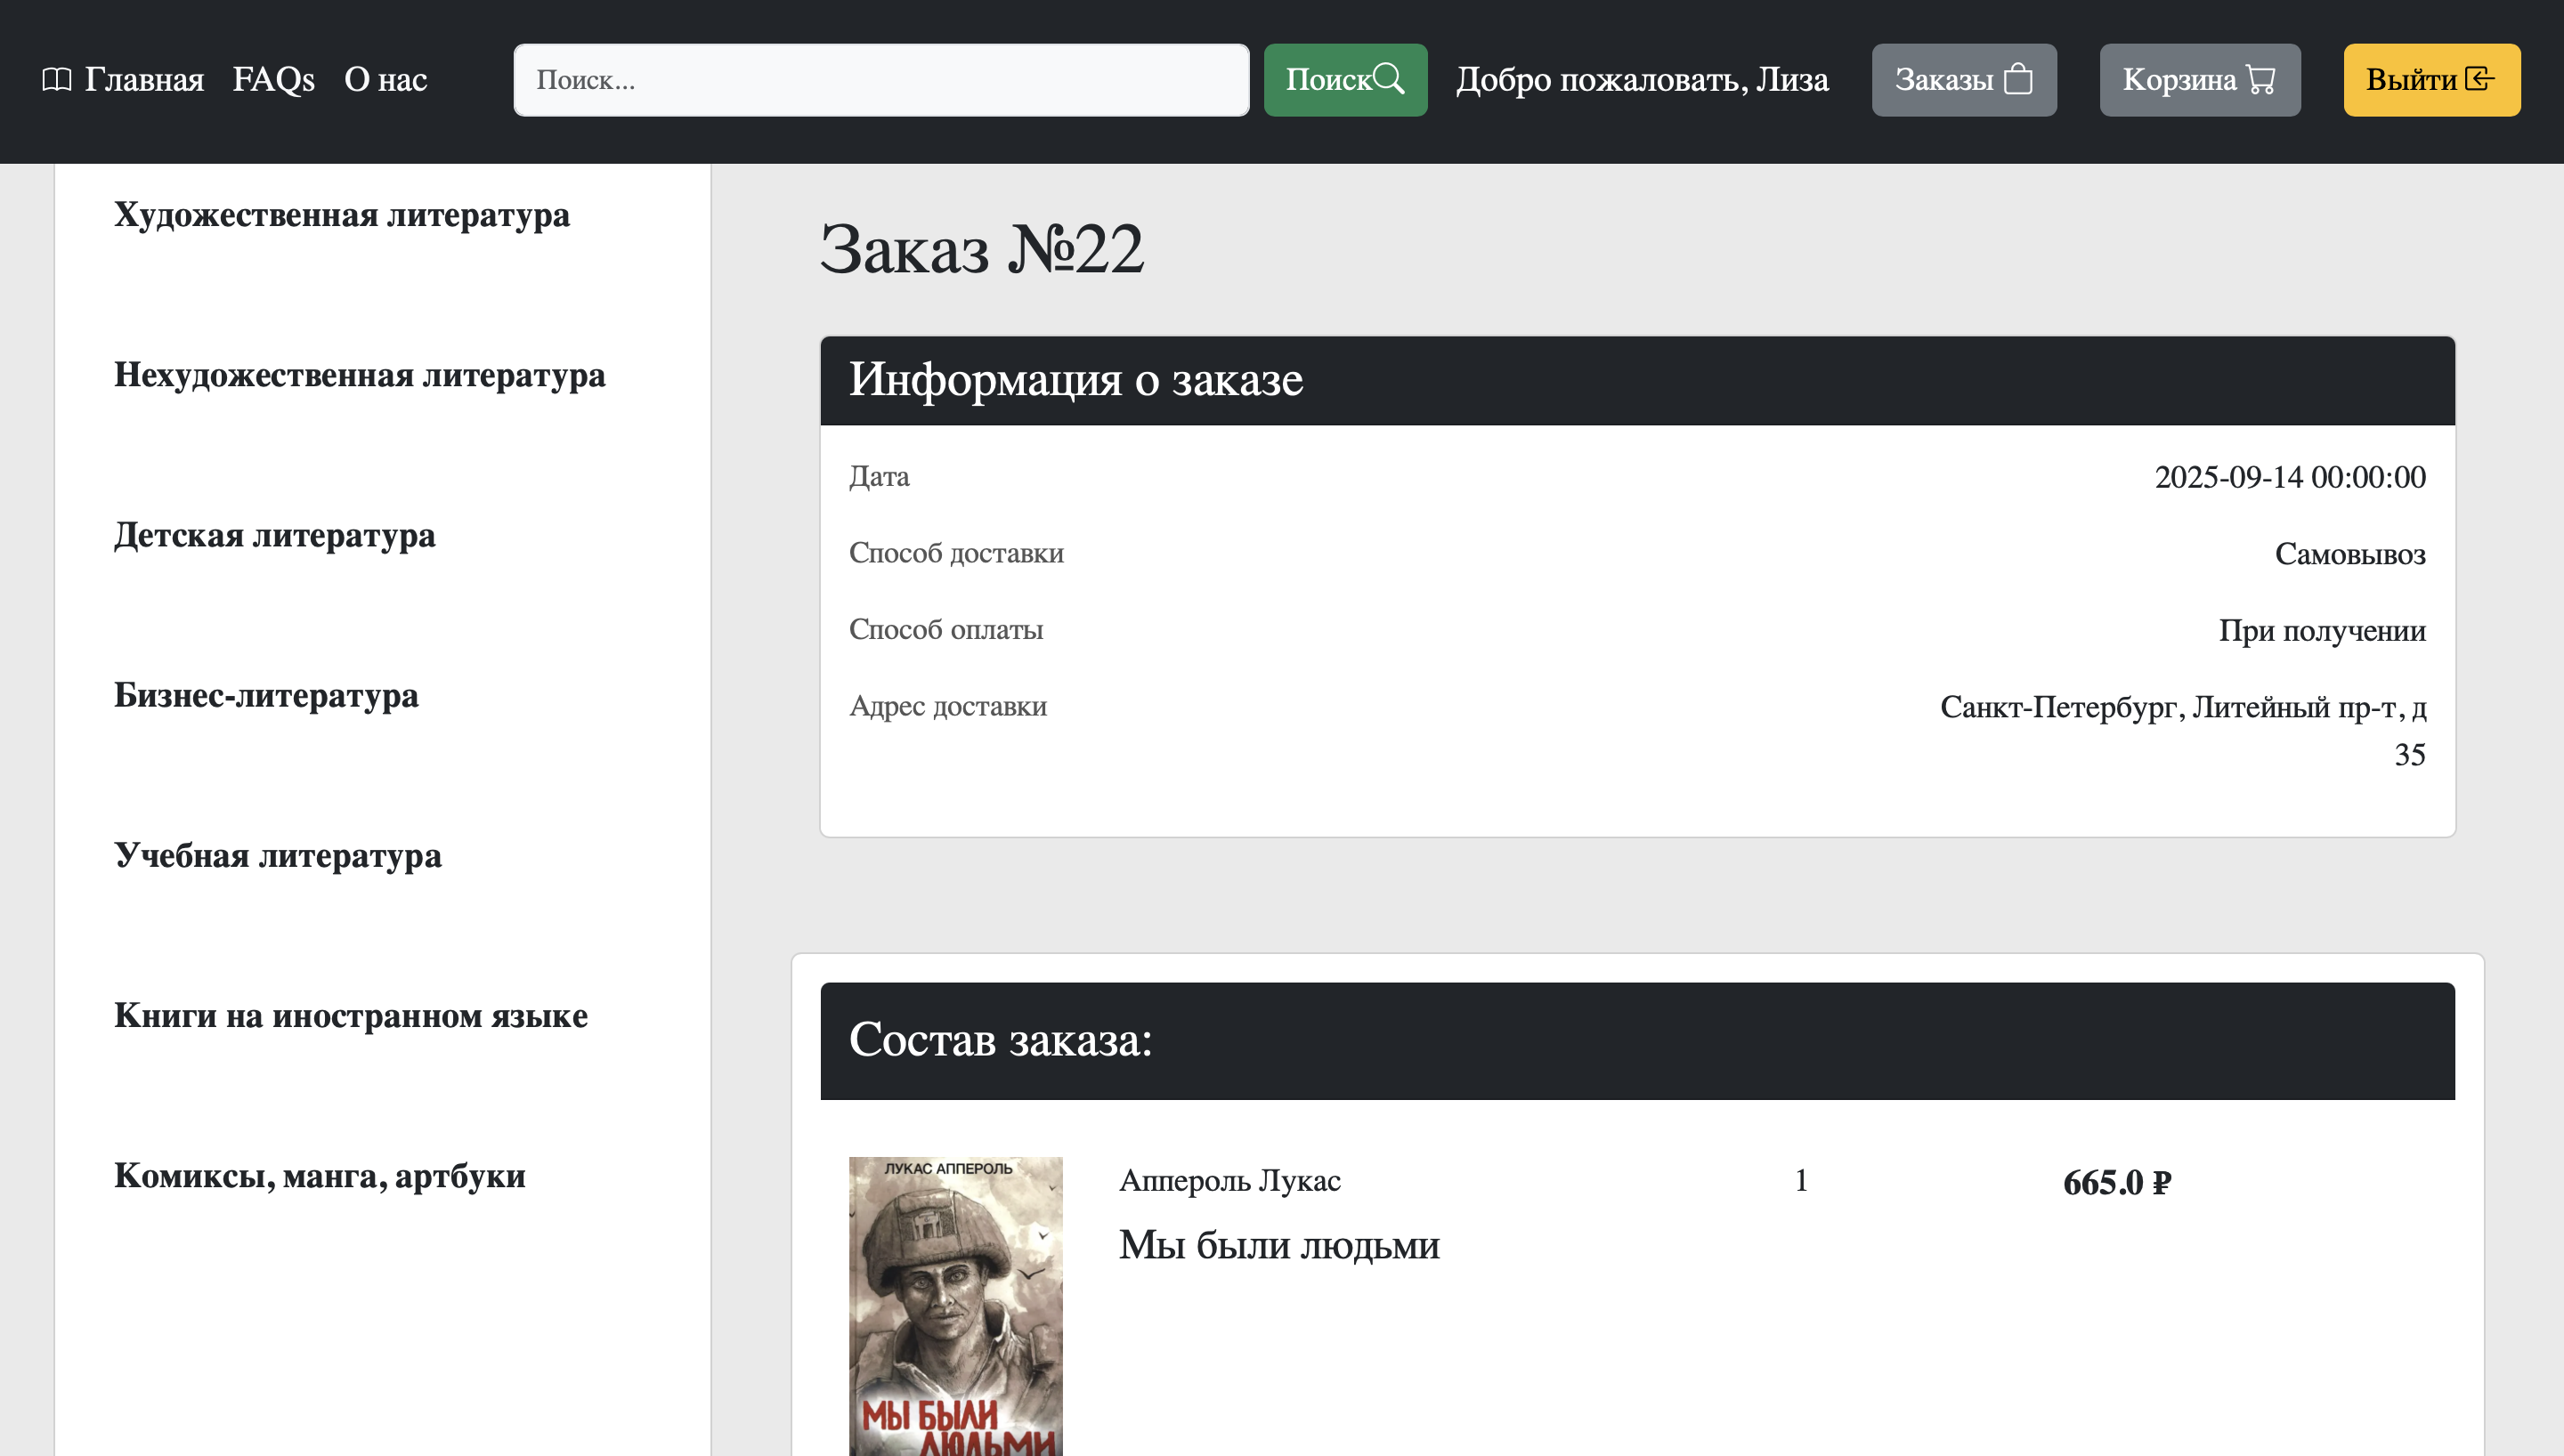 Главная FAQs О нас Поиск... Поиск Добро пожаловать, Лиза Заказы Корзина Выйти
Художественная литература
Нехудожественная литература
Детская литература
Бизнес-литература
Учебная литература
Книги на иностранном языке
Комиксы, манга, артбуки
Заказ №22
Информация о заказе
Дата 2025-09-14 00:00:00
Способ доставки Самовывоз
Способ оплаты При получении
Адрес доставки Санкт-Петербург, Литейный пр-т, д
35
Состав заказа:
ЛУКАС АППЕРОЛЬ
МЫ БЫЛИ
ЛЮДЬМИ
Аппероль Лукас 1 665.0 ₽
Мы были людьми